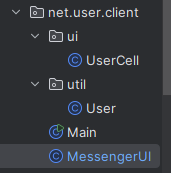 net.user.client
ui
UserCell
util
User
Main
MessengerUI